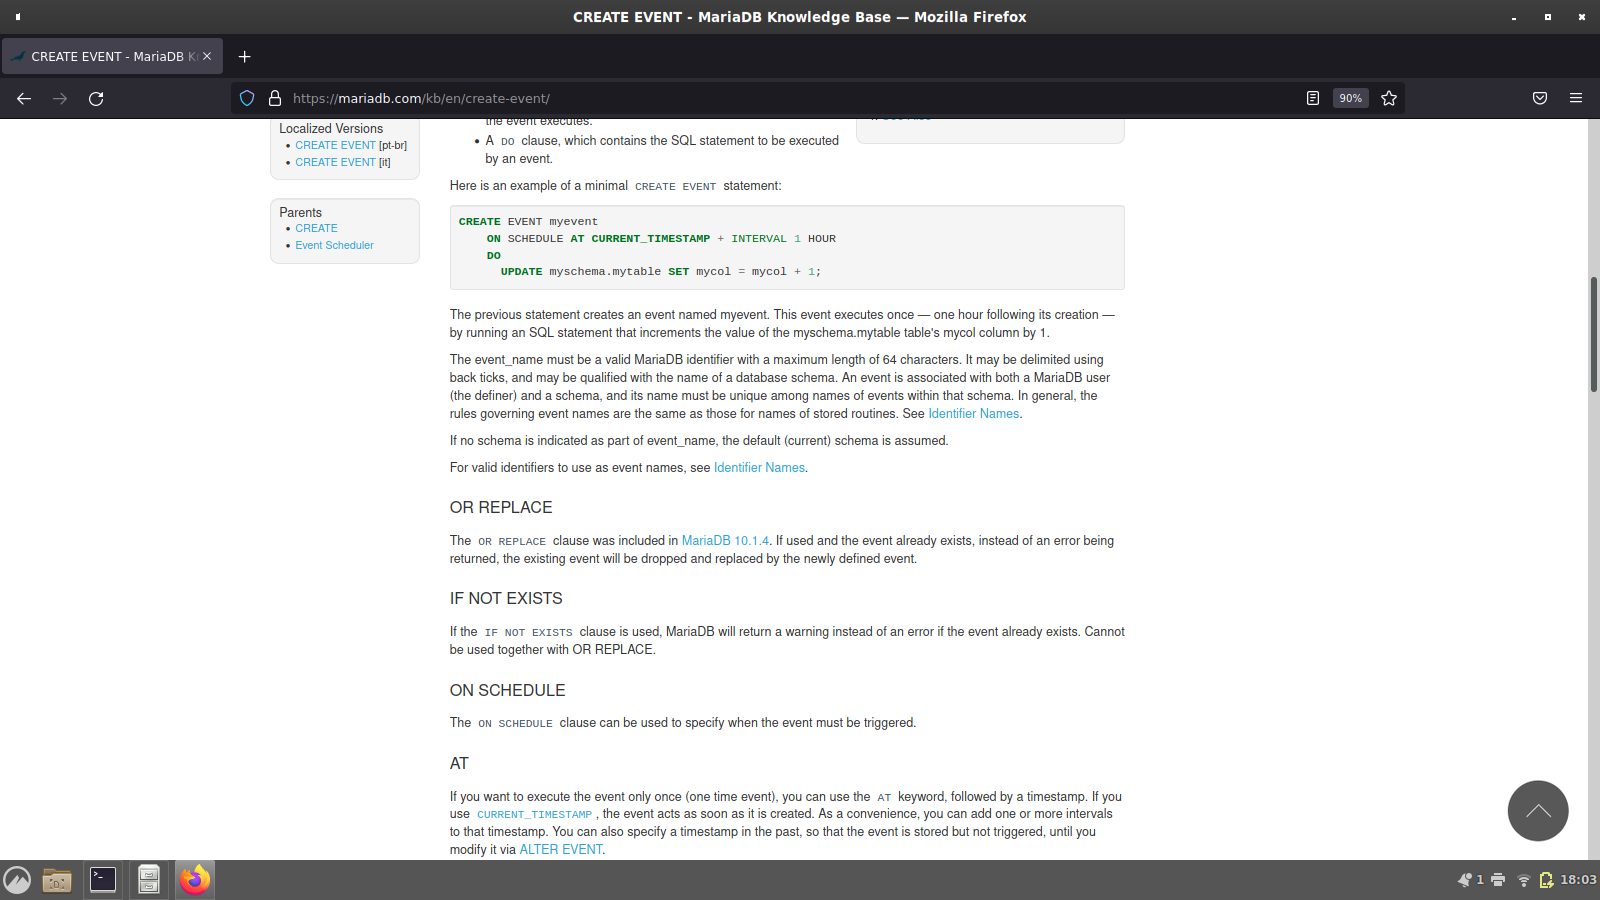 CREATE EVENT - MariaDB Knowledge Base — Mozilla Firefox
CREATE EVENT - MariaDB
https://mariadb.com/kb/en/create-event/
90%
Localized Versions
CREATE EVENT [pt-br]
CREATE EVENT [it]
Parents
CREATE
Event Scheduler
the event executes.
A DO clause, which contains the SQL statement to be executed
by an event.
Here is an example of a minimal CREATE EVENT statement:
CREATE EVENT myevent
ON SCHEDULE AT CURRENT_TIMESTAMP + INTERVAL 1 HOUR
DO
UPDATE myschema.mytable SET mycol = mycol + 1;
The previous statement creates an event named myevent. This event executes once — one hour following its creation —
by running an SQL statement that increments the value of the myschema.mytable table's mycol column by 1.
The event_name must be a valid MariaDB identifier with a maximum length of 64 characters. It may be delimited using
back ticks, and may be qualified with the name of a database schema. An event is associated with both a MariaDB user
(the definer) and a schema, and its name must be unique among names of events within that schema. In general, the
rules governing event names are the same as those for names of stored routines. See Identifier Names.
If no schema is indicated as part of event_name, the default (current) schema is assumed.
For valid identifiers to use as event names, see Identifier Names.
OR REPLACE
The OR REPLACE clause was included in MariaDB 10.1.4. If used and the event already exists, instead of an error being
returned, the existing event will be dropped and replaced by the newly defined event.
IF NOT EXISTS
If the IF NOT EXISTS clause is used, MariaDB will return a warning instead of an error if the event already exists. Cannot
be used together with OR REPLACE.
ON SCHEDULE
The ON SCHEDULE clause can be used to specify when the event must be triggered.
AT
If you want to execute the event only once (one time event), you can use the AT keyword, followed by a timestamp. If you
use CURRENT_TIMESTAMP , the event acts as soon as it is created. As a convenience, you can add one or more intervals
to that timestamp. You can also specify a timestamp in the past, so that the event is stored but not triggered, until you
modify it via ALTER EVENT.
1
18:03